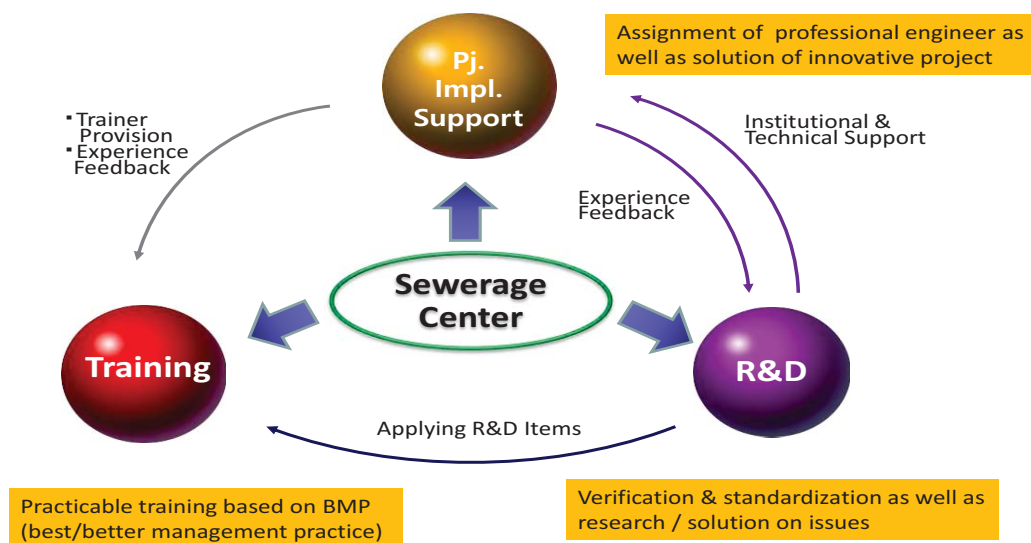 Assignment of professional engineer as
well as solution of innovative project
Pj.
Impl.
Support
▪ Trainer
Provision
▪ Experience
Feedback
Institutional &
Technical Support
Experience
Feedback
Sewerage
Center
Training
R&D
Applying R&D Items
Practicable training based on BMP
(best/better management practice)
Verification & standardization as well as
research / solution on issues